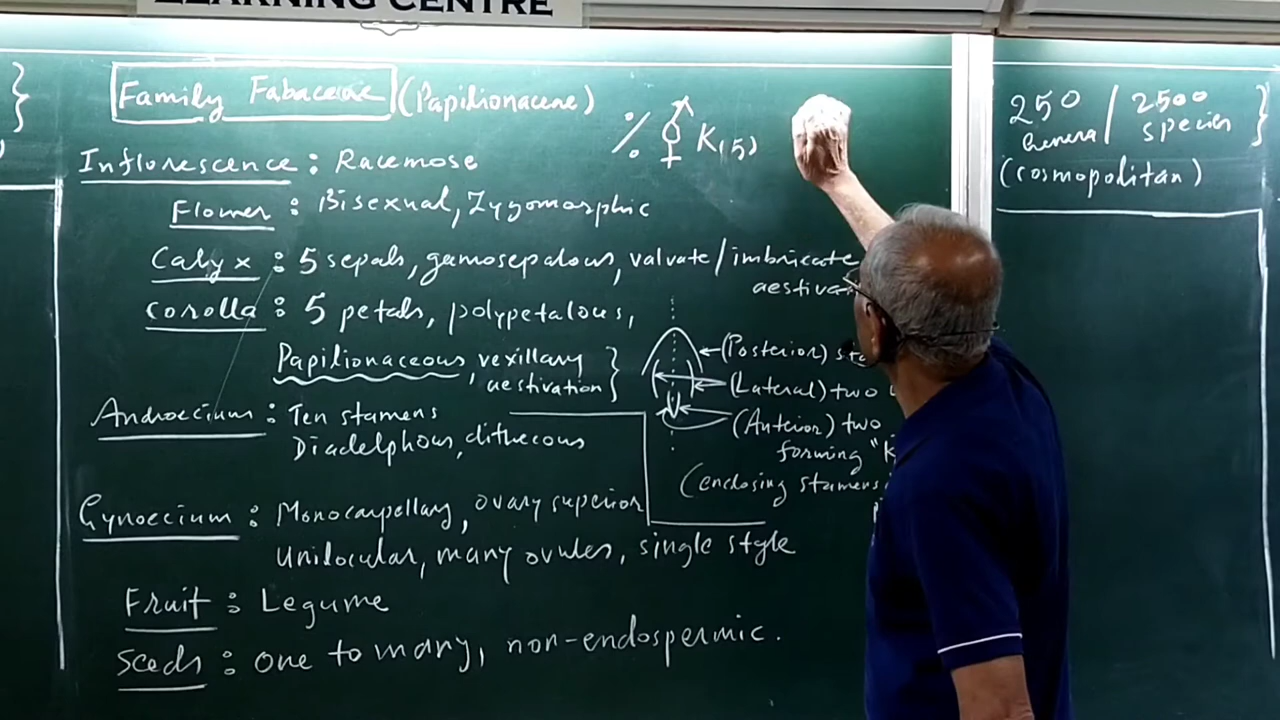 LEARNING CENTRE
Family Fabaceae (Papilionaceae)
% ⚥ K(5)
Inflorescence : Racemose
Flower : Bisexual, Zygomorphic
Calyx : 5 sepals, gamosepalous, valvate/imbricate
aestivat
Corolla : 5 petals, polypetalous,
Papilionaceous, vexillary
aestivation }
(Posterior) sta
(Lateral) two
(Anterior) two
forming "K
(enclosing stamens
Androecium : Ten stamens
Diadelphous, dithecous
Gynoecium : Monocarpellary, ovary superior
Unilocular, many ovules, single style
Fruit : Legume
Seeds : one to many, non-endospermic.
250 / 2500 }
Genera / species
(cosmopolitan)